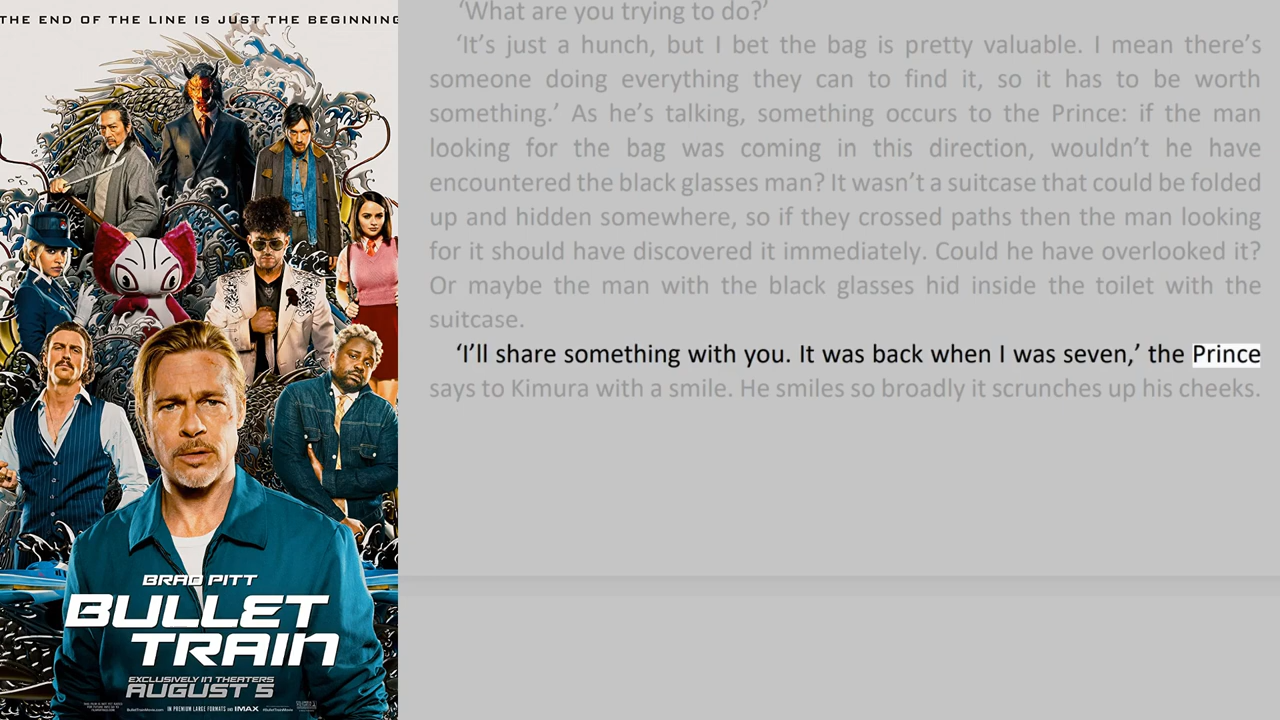 THE END OF THE LINE IS JUST THE BEGINNING
BRAD PITT
BULLET
TRAIN
EXCLUSIVELY IN THEATERS
AUGUST 5
BulletTrainMovie.com
IN PREMIUM LARGE FORMATS AND IMAX
#BulletTrainMovie
‘What are you trying to do?’
‘It’s just a hunch, but I bet the bag is pretty valuable. I mean there’s
someone doing everything they can to find it, so it has to be worth
something.’ As he’s talking, something occurs to the Prince: if the man
looking for the bag was coming in this direction, wouldn’t he have
encountered the black glasses man? It wasn’t a suitcase that could be folded
up and hidden somewhere, so if they crossed paths then the man looking
for it should have discovered it immediately. Could he have overlooked it?
Or maybe the man with the black glasses hid inside the toilet with the
suitcase.
‘I’ll share something with you. It was back when I was seven,’ the Prince
says to Kimura with a smile. He smiles so broadly it scrunches up his cheeks.